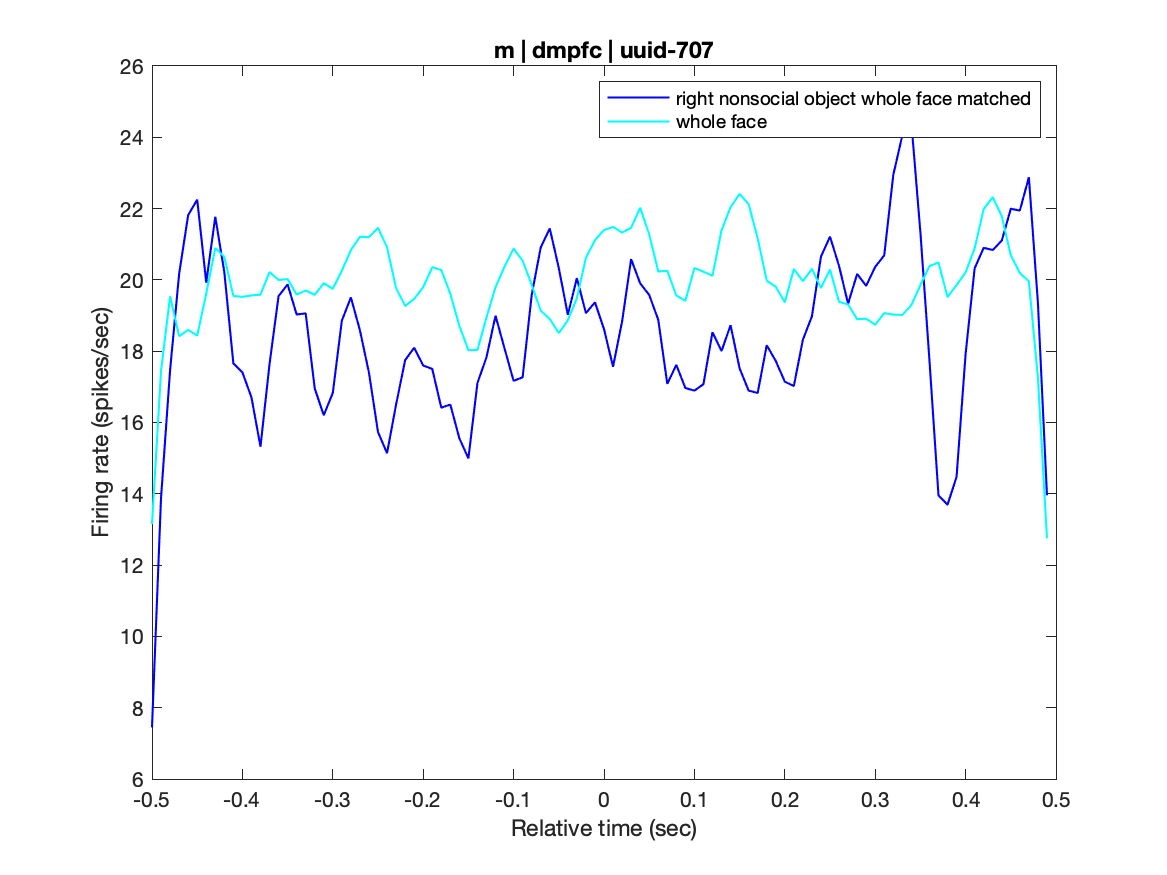 m | dmpfc | uuid-707
right nonsocial object whole face matched
whole face
26
24
22
20
18
16
14
12
10
8
6
Firing rate (spikes/sec)
-0.5 -0.4 -0.3 -0.2 -0.1 0 0.1 0.2 0.3 0.4 0.5
Relative time (sec)